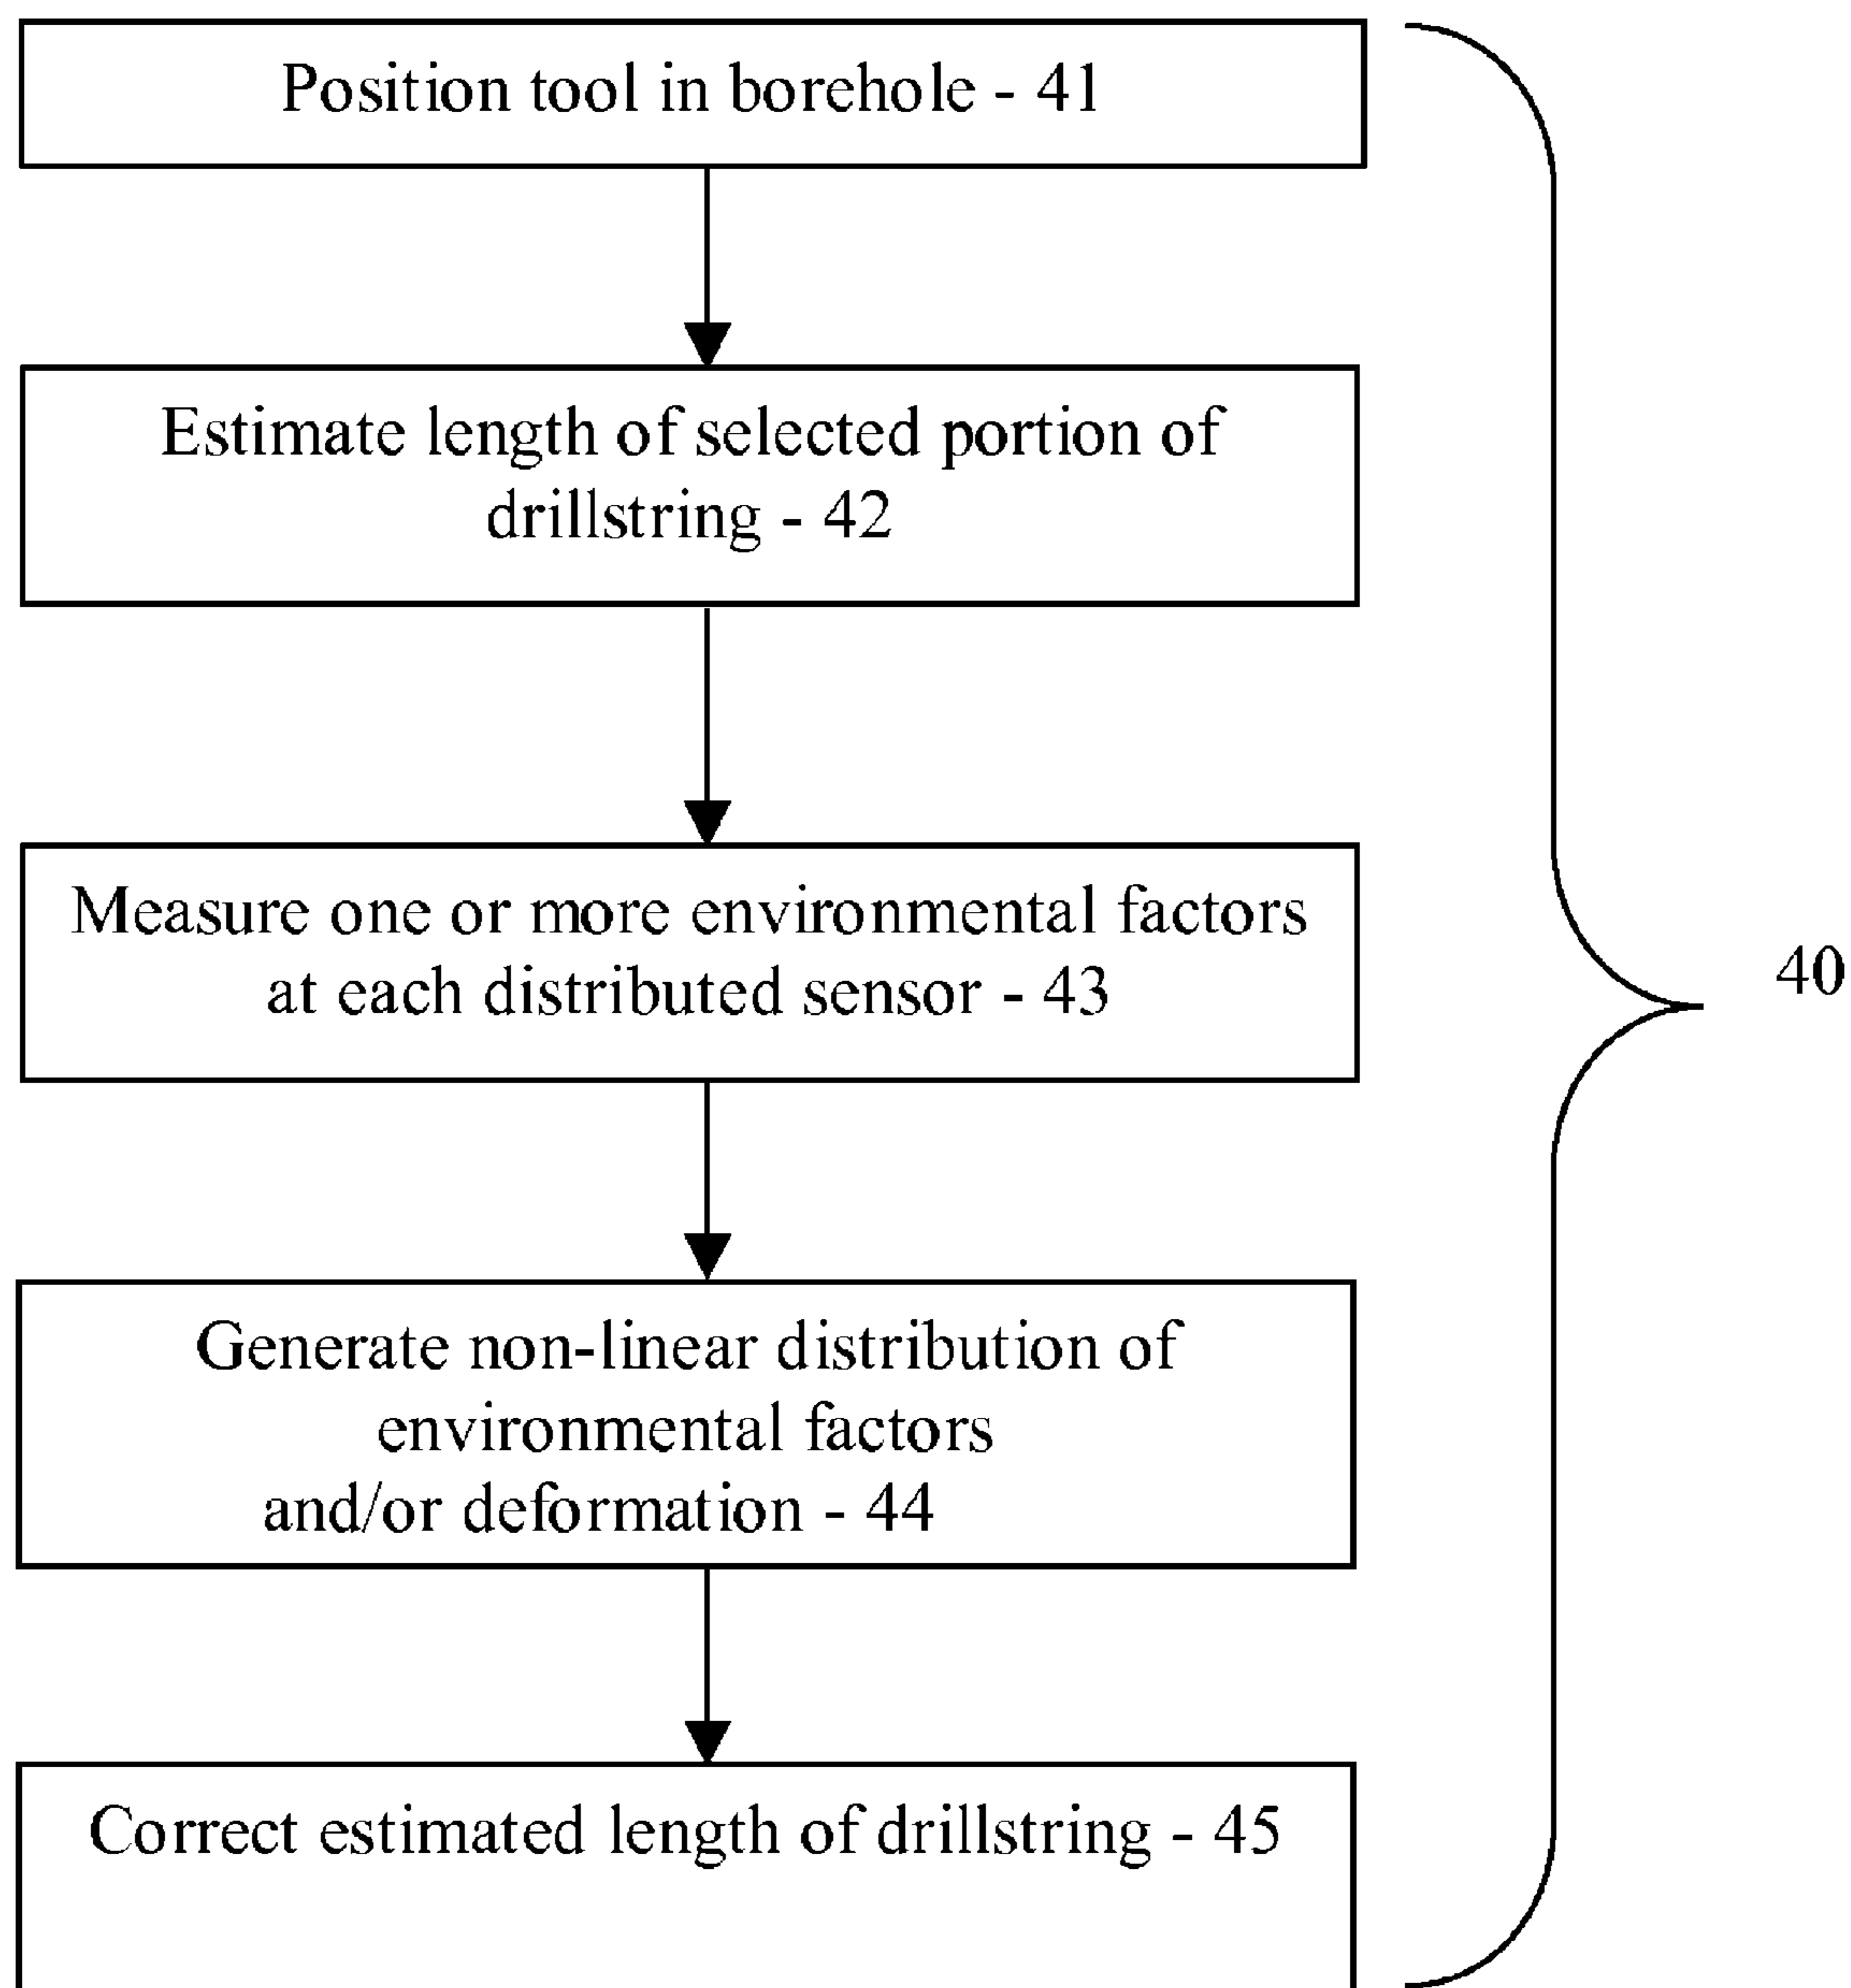 Position tool in borehole - 41
Estimate length of selected portion of
drillstring - 42
Measure one or more environmental factors
at each distributed sensor - 43
40
Generate non-linear distribution of
environmental factors
and/or deformation - 44
Correct estimated length of drillstring - 45